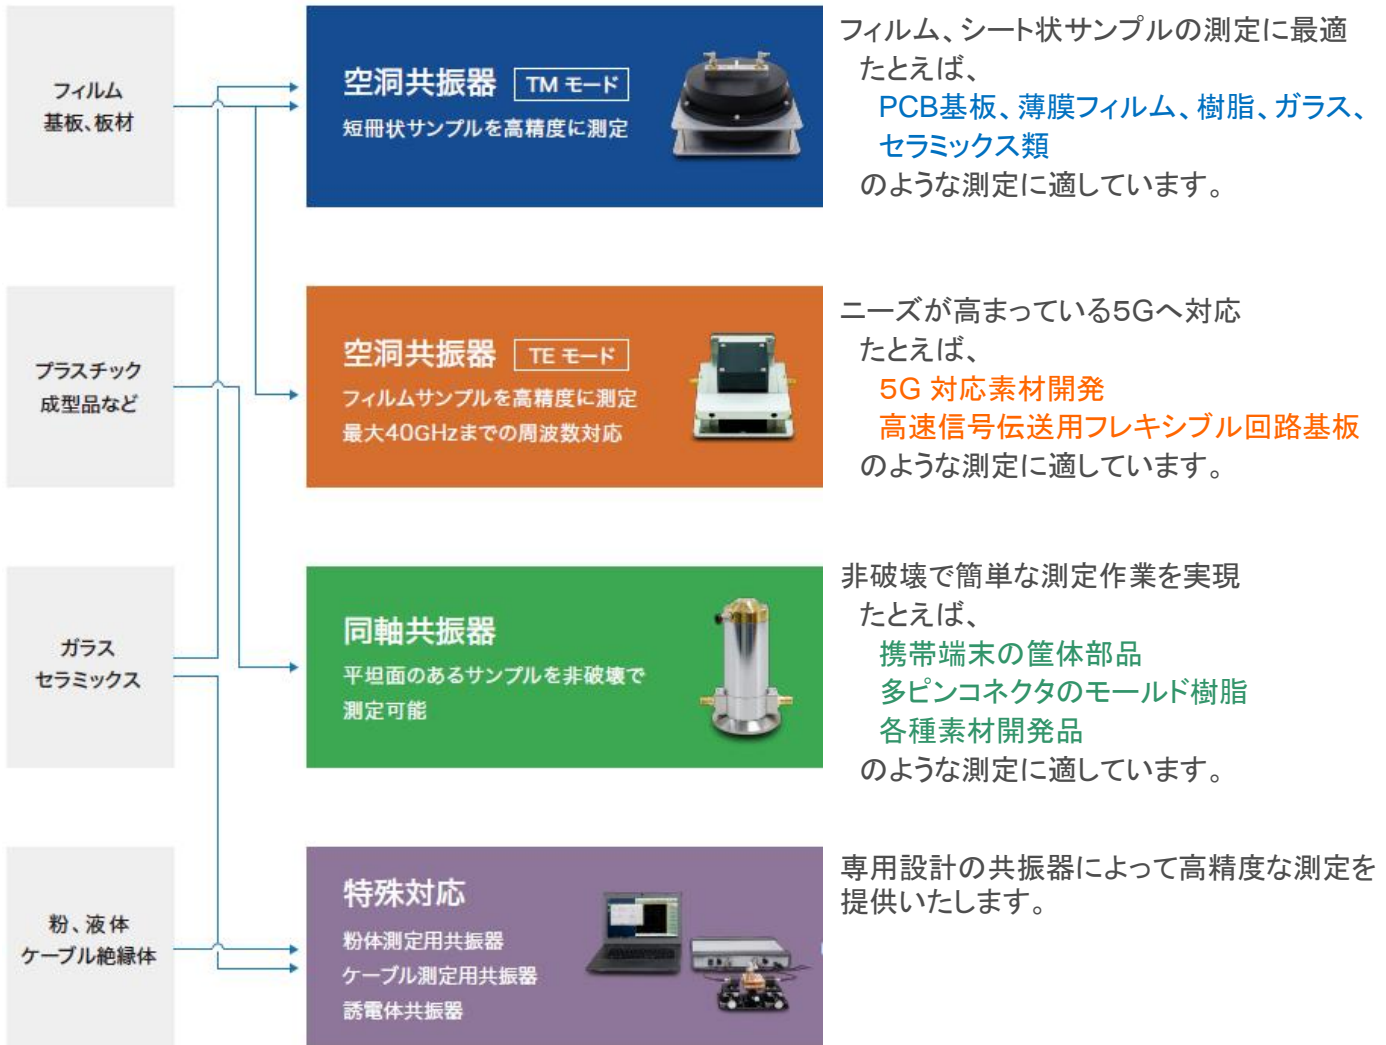 フィルム
基板、板材
空洞共振器 TM モード
短冊状サンプルを高精度に測定
フィルム、シート状サンプルの測定に最適
たとえば、
PCB基板、薄膜フィルム、樹脂、ガラス、
セラミックス類
のような測定に適しています。
プラスチック
成型品など
空洞共振器 TE モード
フィルムサンプルを高精度に測定
最大40GHzまでの周波数対応
ニーズが高まっている5Gへ対応
たとえば、
5G 対応素材開発
高速信号伝送用フレキシブル回路基板
のような測定に適しています。
ガラス
セラミックス
同軸共振器
平坦面のあるサンプルを非破壊で
測定可能
非破壊で簡単な測定作業を実現
たとえば、
携帯端末の筐体部品
多ピンコネクタのモールド樹脂
各種素材開発品
のような測定に適しています。
粉、液体
ケーブル絶縁体
特殊対応
粉体測定用共振器
ケーブル測定用共振器
誘電体共振器
専用設計の共振器によって高精度な測定を
提供いたします。